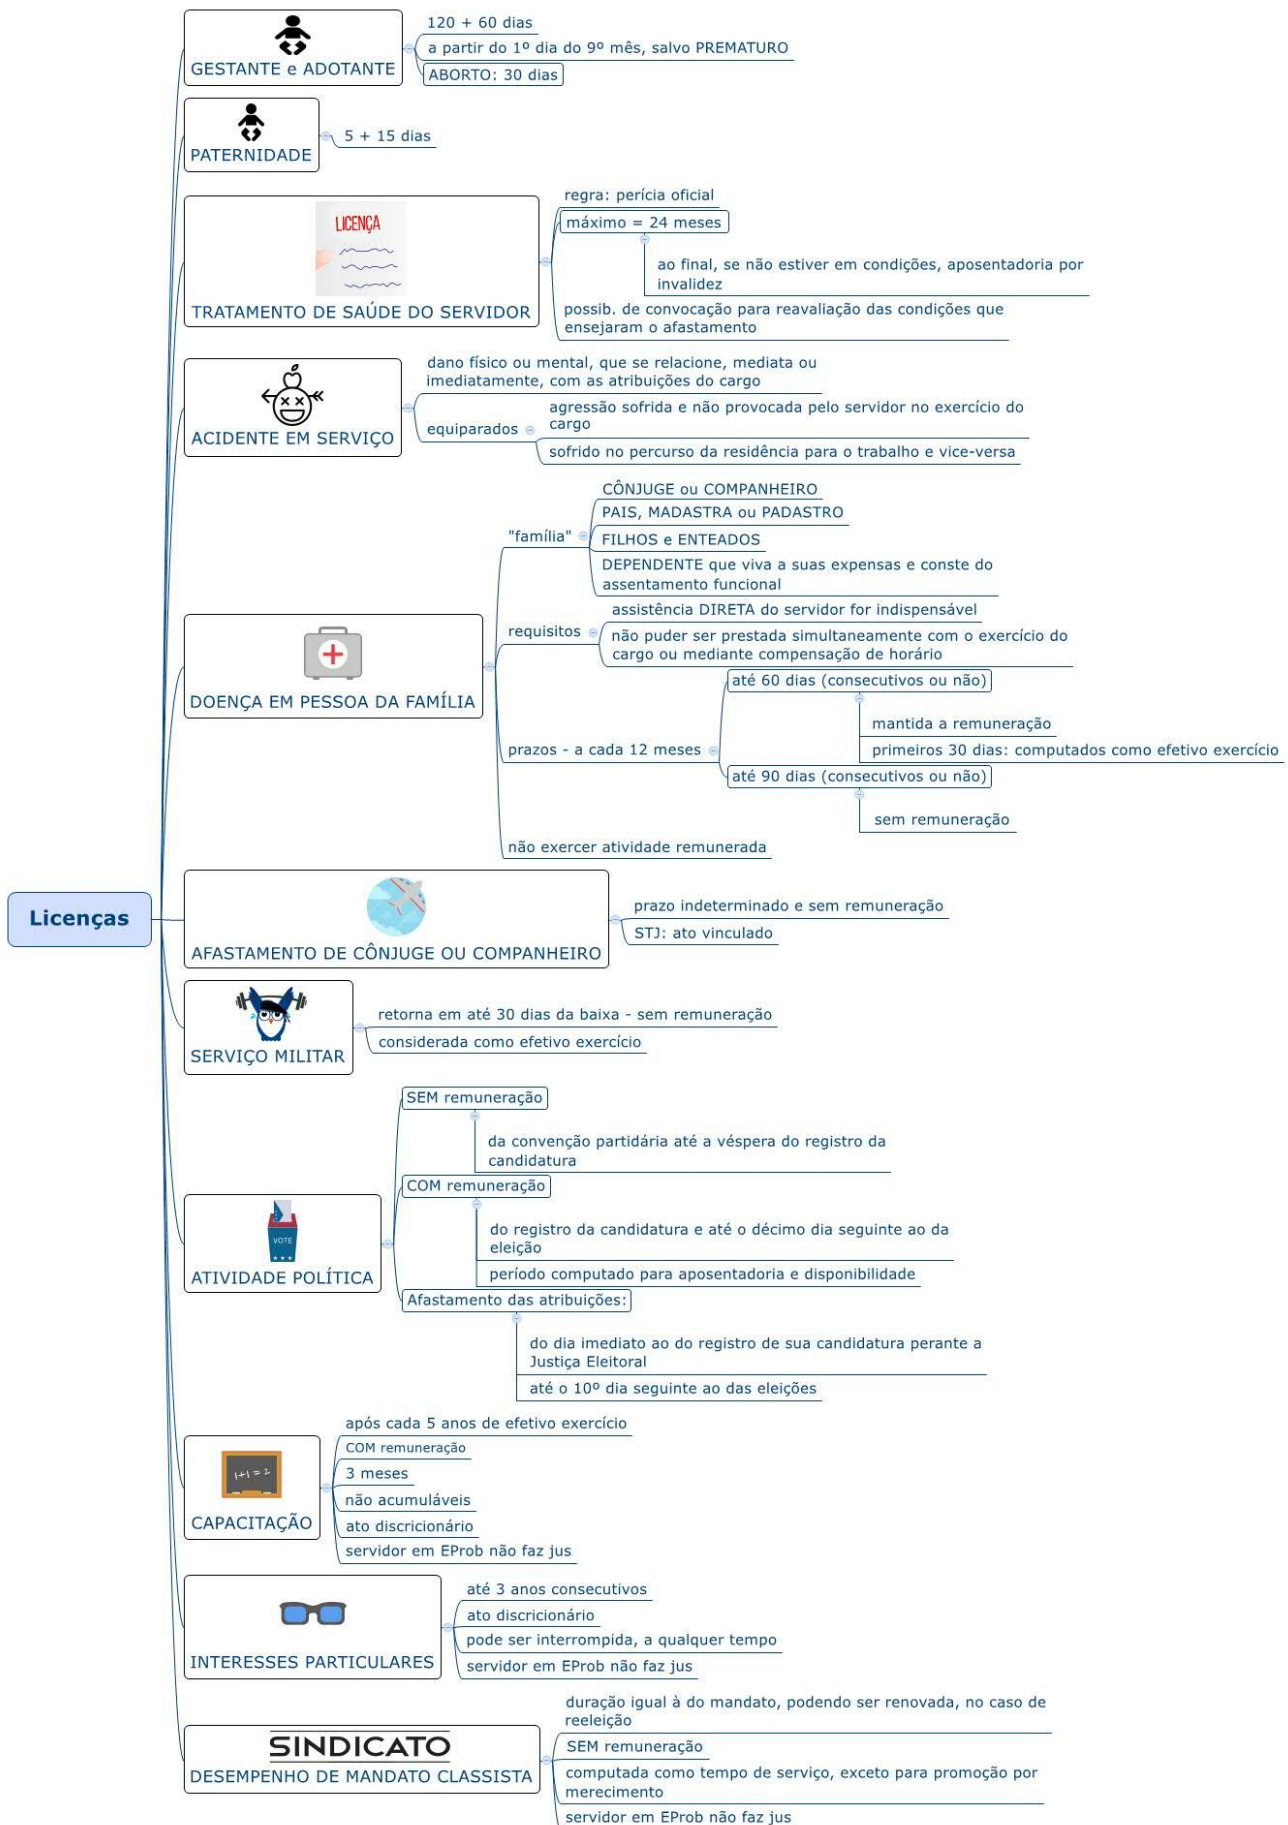 Licenças
GESTANTE e ADOTANTE
120 + 60 dias
a partir do 1º dia do 9º mês, salvo PREMATURO
ABORTO: 30 dias
PATERNIDADE
5 + 15 dias
LICENÇA
TRATAMENTO DE SAÚDE DO SERVIDOR
regra: perícia oficial
máximo = 24 meses
ao final, se não estiver em condições, aposentadoria por
invalidez
possib. de convocação para reavaliação das condições que
ensejaram o afastamento
ACIDENTE EM SERVIÇO
dano físico ou mental, que se relacione, mediata ou
imediatamente, com as atribuições do cargo
equiparados
agressão sofrida e não provocada pelo servidor no exercício do
cargo
sofrido no percurso da residência para o trabalho e vice-versa
DOENÇA EM PESSOA DA FAMÍLIA
"família"
CÔNJUGE ou COMPANHEIRO
PAIS, MADASTRA ou PADASTRO
FILHOS e ENTEADOS
DEPENDENTE que viva a suas expensas e conste do
assentamento funcional
requisitos
assistência DIRETA do servidor for indispensável
não puder ser prestada simultaneamente com o exercício do
cargo ou mediante compensação de horário
prazos - a cada 12 meses
até 60 dias (consecutivos ou não)
mantida a remuneração
primeiros 30 dias: computados como efetivo exercício
até 90 dias (consecutivos ou não)
sem remuneração
não exercer atividade remunerada
AFASTAMENTO DE CÔNJUGE OU COMPANHEIRO
prazo indeterminado e sem remuneração
STJ: ato vinculado
SERVIÇO MILITAR
retorna em até 30 dias da baixa - sem remuneração
considerada como efetivo exercício
VOTE
ATIVIDADE POLÍTICA
SEM remuneração
da convenção partidária até a véspera do registro da
candidatura
COM remuneração
do registro da candidatura e até o décimo dia seguinte ao da
eleição
período computado para aposentadoria e disponibilidade
Afastamento das atribuições:
do dia imediato ao do registro de sua candidatura perante a
Justiça Eleitoral
até o 10º dia seguinte ao das eleições
1+1=2
CAPACITAÇÃO
após cada 5 anos de efetivo exercício
COM remuneração
3 meses
não acumuláveis
ato discricionário
servidor em EProb não faz jus
INTERESSES PARTICULARES
até 3 anos consecutivos
ato discricionário
pode ser interrompida, a qualquer tempo
servidor em EProb não faz jus
SINDICATO
DESEMPENHO DE MANDATO CLASSISTA
duração igual à do mandato, podendo ser renovada, no caso de
reeleição
SEM remuneração
computada como tempo de serviço, exceto para promoção por
merecimento
servidor em EProb não faz jus